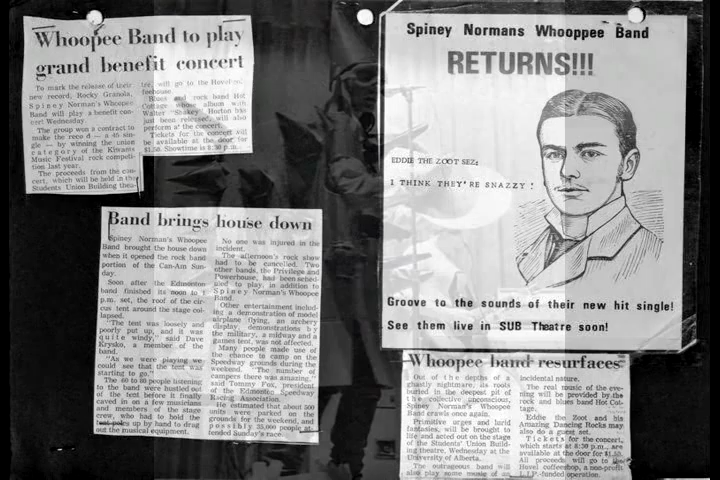 Whoopee Band to play
grand benefit concert
To mark the release of their
new record, Rocky Granola,
Spiney Norman's Whoopee
Band will play a benefit con-
cert Wednesday.
The group won a contract to
make the reco d — a 45 single
— by winning the union
category of the Kiwanis
Music Festival rock competi-
tion last year.
The proceeds from the con-
cert, which will be held in the
Students Union Building thea-
tre, will go to the Hovel
feehouse.
Blues and rock band Hot
Cottage whose album with
Walter "Shakey" Horton has
just been released, will also
perform at the concert.
Tickets for the concert will
be available at the door for
$1.50. Showtime is 8:30 p.m.
Band brings house down
Spiney Norman's Whoopee
Band brought the house down
when it opened the rock band
portion of the Can-Am Sun-
day.
Soon after the Edmonton
band finished its noon to 1
p.m. set, the roof of the cir-
cus tent around the stage col-
lapsed.
"The tent was loosely and
poorly put up, and it was
quite windy," said Dave
Krysko, a member of the
band.
"As we were playing we
could see that the tent was
starting to go."
The 60 to 80 people listening
to the band were hustled out
of the tent before it finally
caved in on a few musicians
and members of the stage
crew, who had to hold the
tent poles up by hand to drag
out the musical equipment.
No one was injured in the
incident.
The afternoon's rock show
had to be cancelled. Two
other bands, the Privilege and
Powerhouse, had been sched-
uled to play, in addition to
Spiney Norman's Whoopee
Band.
Other entertainment includ-
ing a demonstration of model
airplane flying, an archery
display, demonstrations by
the military, a midway and a
games tent, was not affected.
Many people made use of
the chance to camp on the
Speedway grounds during the
weekend. "The number of
campers there was amazing,"
said Tommy Fox, president
of the Edmonton Speedway
Racing Association.
He estimated that about 500
units were parked on the
grounds for the weekend, and
possibly 35,000 people at-
tended Sunday's race.
Spiney Normans Whooppee Band
RETURNS!!!
EDDIE THE ZOOT SEZ:
I THINK THEY'RE SNAZZY !
Groove to the sounds of their new hit single!
See them live in SUB Theatre soon!
Whoopee band resurfaces
Out of the depths of a
ghastly nightmare, its roots
buried in the deepest pit of
the collective unconscious,
Spiney Norman's Whoopee
Band crawls once again.
Primitive urges and lurid
fantasies, will be brought to
life and acted out on the stage
of the Students' Union Build-
ing theatre, Wednesday at the
University of Alberta.
The outrageous band will
also play some music of an
incidental nature.
The real music of the eve-
ning will be provided by the
rock and blues band Hot Cot-
tage.
Eddie the Zoot and his
Amazing Dancing Rocks may
also do a guest set.
Tickets for the concert,
which starts at 8:30 p.m., are
available at the door for $1.50.
All proceeds will go to the
Hovel coffeeshop, a non-profit
L.I.P.-funded operation.